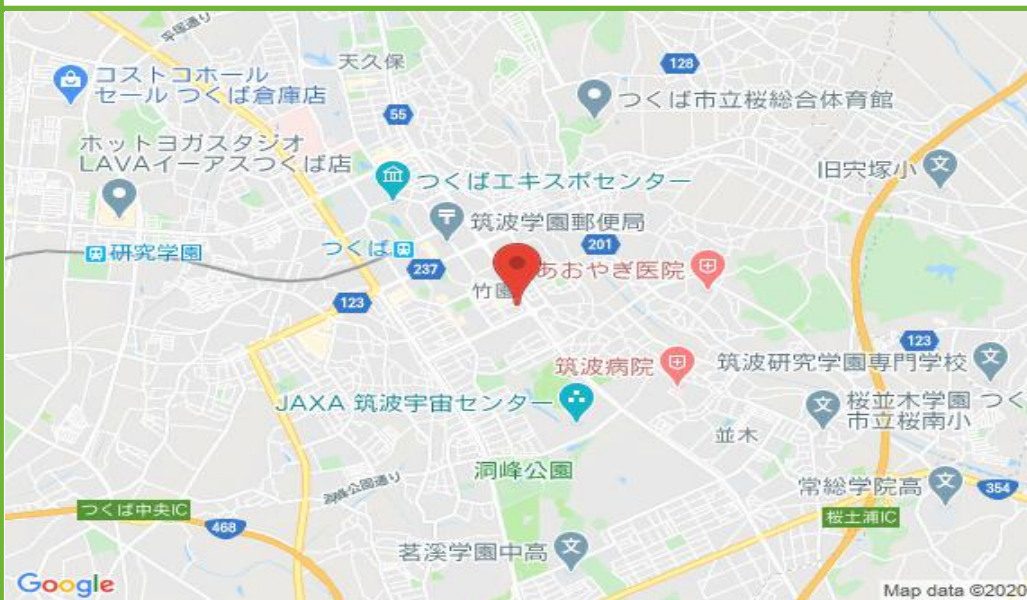 平塚通り
天久保
128
コストコホール
セール つくば倉庫店
つくば市立桜総合体育館
55
ホットヨガスタジオ
LAVAイーアスつくば店
旧宍塚小
つくばエキスポセンター
筑波学園郵便局
201
研究学園
つくば
237
あおやぎ医院
竹園
123
123
筑波病院
筑波研究学園専門学校
JAXA 筑波宇宙センター
桜並木学園 つく
市立桜南小
並木
洞峰公園
洞峰公園通り
常総学院高
354
つくば中央IC
468
桜土浦IC
茗溪学園中高
Google
Map data ©2020